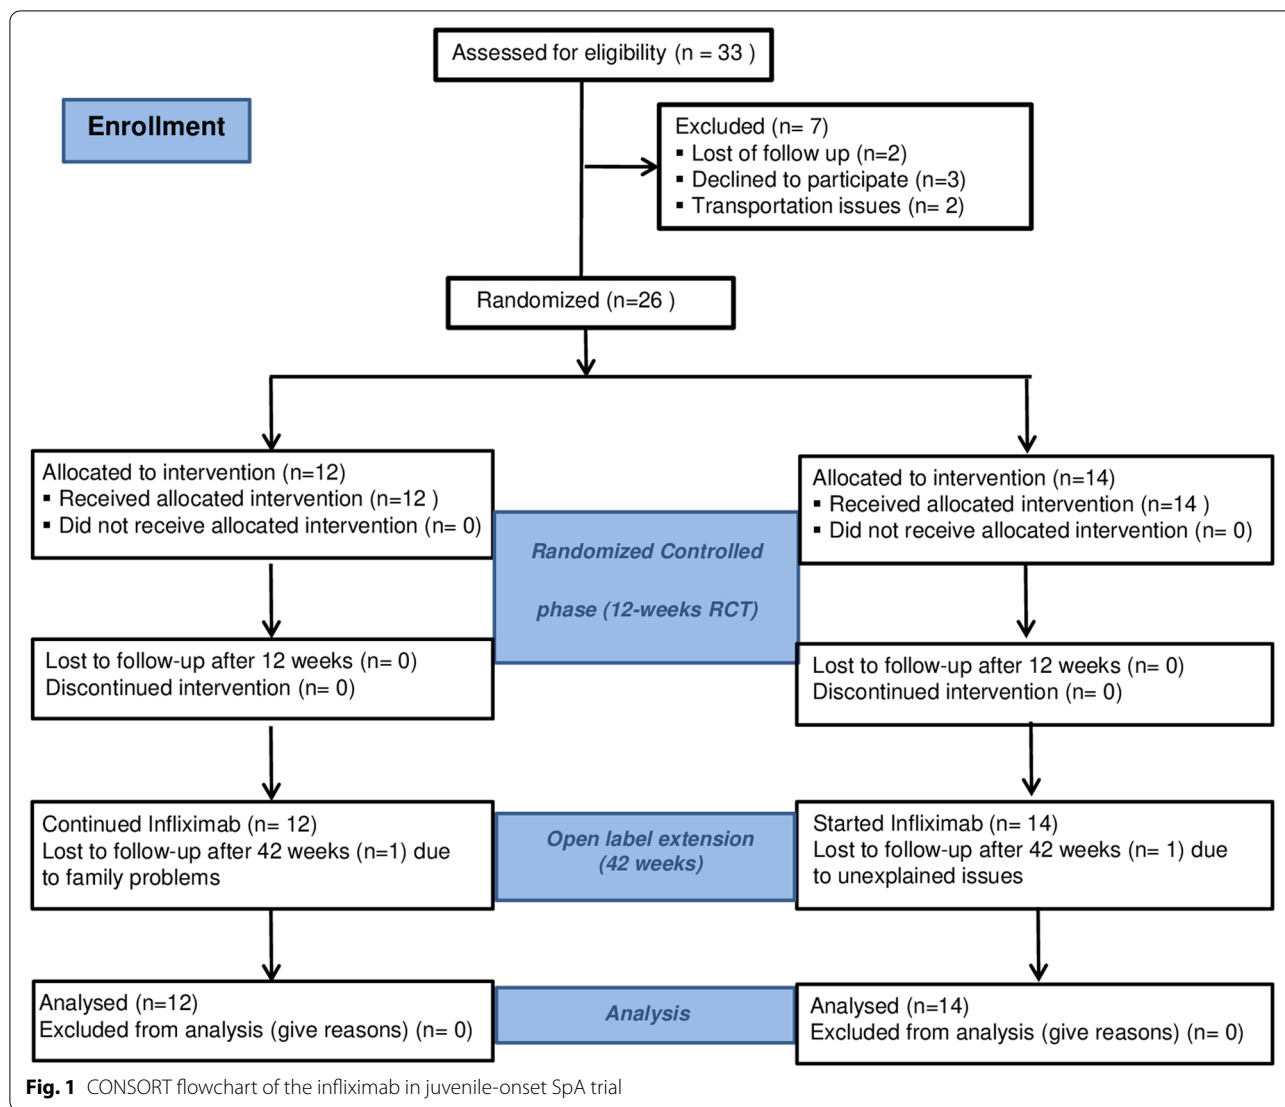 Assessed for eligibility (n = 33 )
Enrollment
Excluded (n= 7)
▪ Lost of follow up (n=2)
▪ Declined to participate (n=3)
▪ Transportation issues (n= 2)
Randomized (n=26 )
Allocated to intervention (n=12)
▪ Received allocated intervention (n=12 )
▪ Did not receive allocated intervention (n= 0)
Allocated to intervention (n=14)
▪ Received allocated intervention (n=14 )
▪ Did not receive allocated intervention (n= 0)
Randomized Controlled
phase (12-weeks RCT)
Lost to follow-up after 12 weeks (n= 0)
Discontinued intervention (n= 0)
Lost to follow-up after 12 weeks (n= 0)
Discontinued intervention (n= 0)
Continued Infliximab (n= 12)
Lost to follow-up after 42 weeks (n=1) due
to family problems
Open label extension
(42 weeks)
Started Infliximab (n= 14)
Lost to follow-up after 42 weeks (n= 1) due
to unexplained issues
Analysed (n=12)
Excluded from analysis (give reasons) (n= 0)
Analysis
Analysed (n=14)
Excluded from analysis (give reasons) (n= 0)
Fig. 1 CONSORT flowchart of the infliximab in juvenile-onset SpA trial